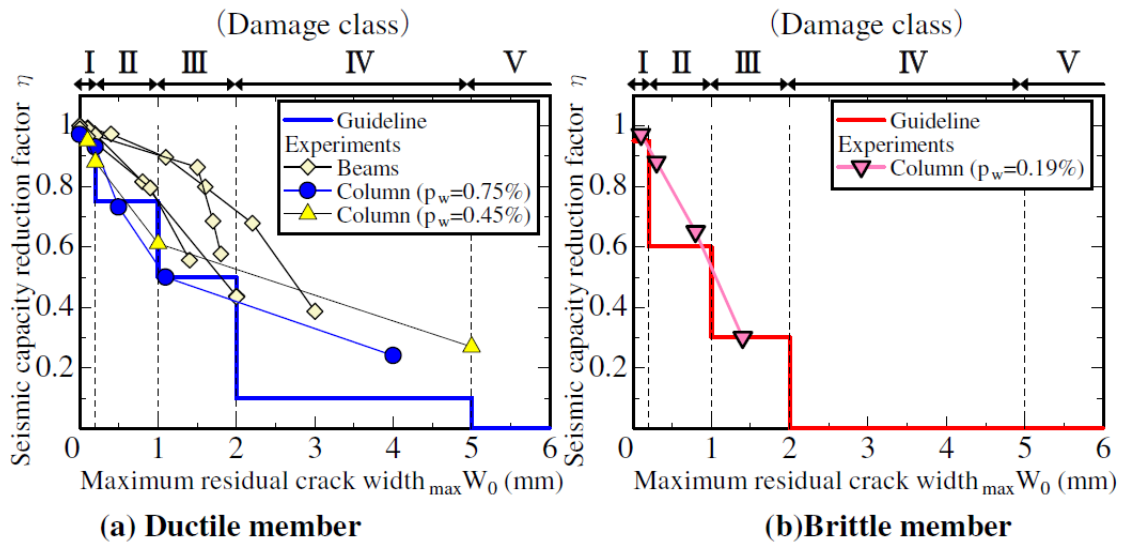 (Damage class)
I II III IV V
Seismic capacity reduction factor η
1
0.8
0.6
0.4
0.2
0 1 2 3 4 5 6
Guideline
Experiments
Beams
Column (pw=0.75%)
Column (pw=0.45%)
Maximum residual crack width maxW0 (mm)
(a) Ductile member
(Damage class)
I II III IV V
Seismic capacity reduction factor η
1
0.8
0.6
0.4
0.2
0 1 2 3 4 5 6
Guideline
Experiments
Column (pw=0.19%)
Maximum residual crack width maxW0 (mm)
(b)Brittle member